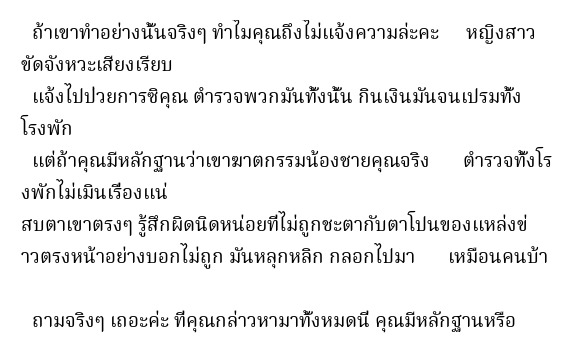 ถ้าเขาทำอย่างนั้นจริงๆ ทำไมคุณถึงไม่แจ้งความล่ะคะ หญิงสาว
ขัดจังหวะเสียงเรียบ
แจ้งไปป่วยการซิคุณ ตำรวจพวกมันทั้งนั้น กินเงินมันจนเปรมทั้ง
โรงพัก
แต่ถ้าคุณมีหลักฐานว่าเขาฆาตกรรมน้องชายคุณจริง ตำรวจทั้งโร
งพักไม่เมินเรื่องแน่
สบตาเขาตรงๆ รู้สึกผิดนิดหน่อยที่ไม่ถูกชะตากับตาโปนของแหล่งข่
าวตรงหน้าอย่างบอกไม่ถูก มันหลุกหลิก กลอกไปมา เหมือนคนบ้า
ถามจริงๆ เถอะค่ะ ที่คุณกล่าวหามาทั้งหมดนี่ คุณมีหลักฐานหรือ